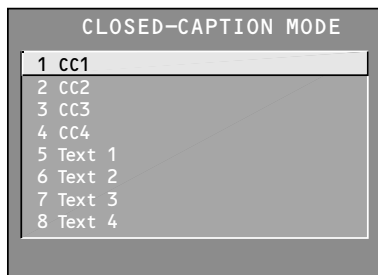 CLOSED-CAPTION MODE
1 CC1
2 CC2
3 CC3
4 CC4
5 Text 1
6 Text 2
7 Text 3
8 Text 4